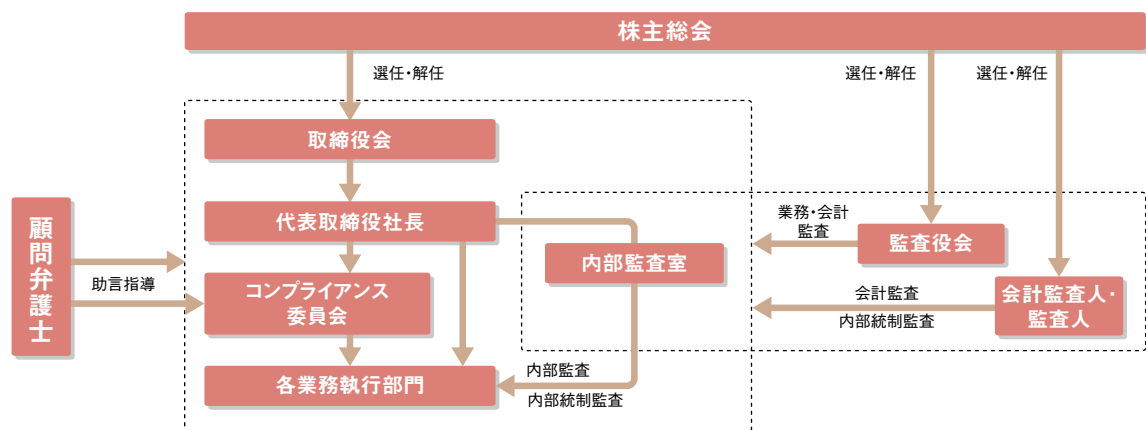 株主総会
選任・解任
選任・解任
選任・解任
取締役会
代表取締役社長
顧問弁護士
助言指導
コンプライアンス
委員会
各業務執行部門
内部監査室
内部監査
内部統制監査
業務・会計
監査
監査役会
会計監査
内部統制監査
会計監査人・
監査人